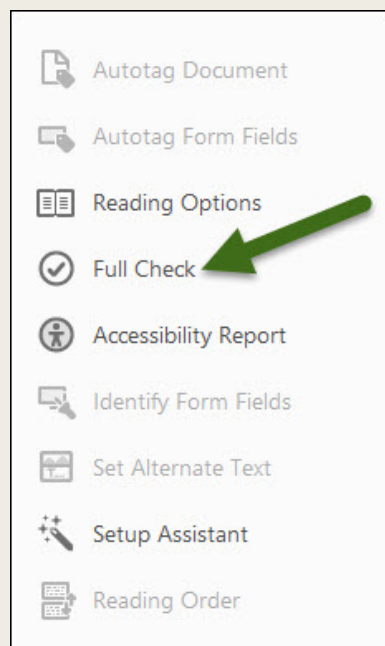 Autotag Document
Autotag Form Fields
Reading Options
Full Check
Accessibility Report
Identify Form Fields
Set Alternate Text
Setup Assistant
Reading Order